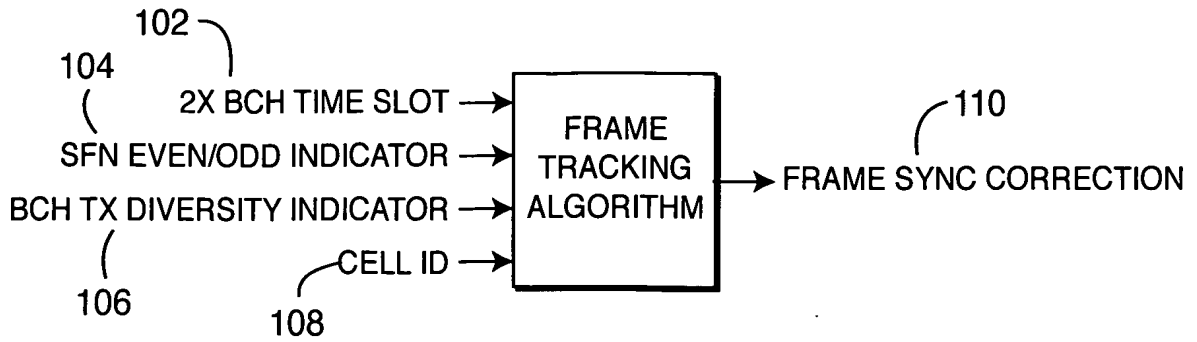 102
104
2X BCH TIME SLOT
SFN EVEN/ODD INDICATOR
BCH TX DIVERSITY INDICATOR
CELL ID
106
108
FRAME
TRACKING
ALGORITHM
110
FRAME SYNC CORRECTION